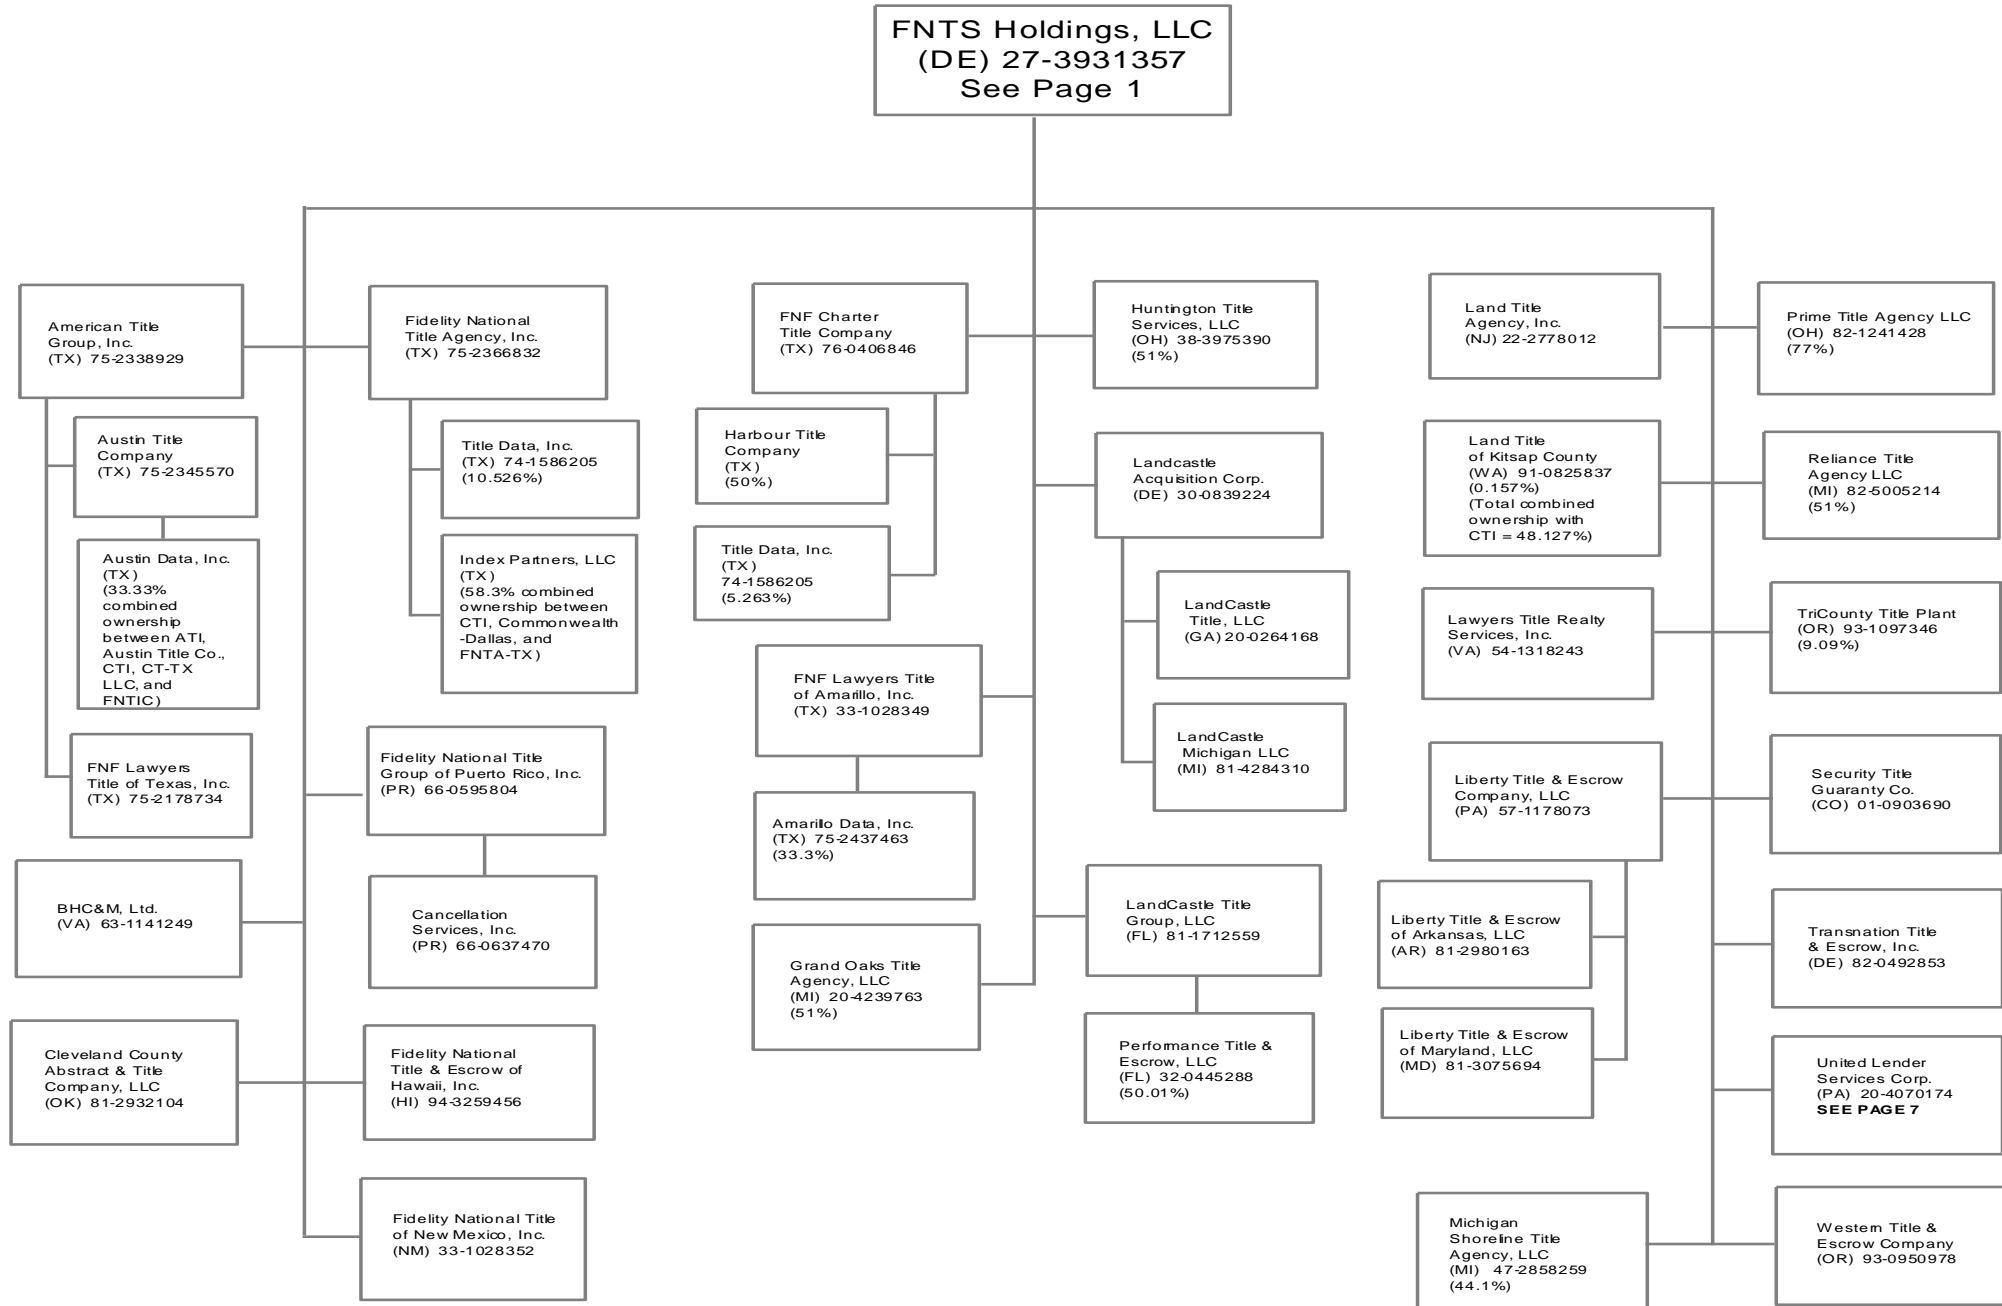 FNTS Holdings, LLC
(DE) 27-3931357
See Page 1
American Title
Group, Inc.
(TX) 75-2338929
Fidelity National
Title Agency, Inc.
(TX) 75-2366832
Austin Title
Company
(TX) 75-2345570
Title Data, Inc.
(TX) 74-1586205
(10.526%)
Austin Data, Inc.
(TX)
(33.33%
combined
ownership
between ATI,
Austin Title Co.,
CTI, CT-TX
LLC, and
FNTIC)
Index Partners, LLC
(TX)
(58.3% combined
ownership between
CTI, Commonwealth
-Dallas, and
FNTA-TX)
FNF Lawyers
Title of Texas, Inc.
(TX) 75-2178734
Fidelity National Title
Group of Puerto Rico, Inc.
(PR) 66-0595804
BHC&M, Ltd.
(VA) 63-1141249
Cancellation
Services, Inc.
(PR) 66-0637470
Cleveland County
Abstract & Title
Company, LLC
(OK) 81-2932104
Fidelity National
Title & Escrow of
Hawaii, Inc.
(HI) 94-3259456
Fidelity National Title
of New Mexico, Inc.
(NM) 33-1028352
FNF Charter
Title Company
(TX) 76-0406846
Huntington Title
Services, LLC
(OH) 38-3975390
(51%)
Harbour Title
Company
(TX)
(50%)
Landcastle
Acquisition Corp.
(DE) 30-0839224
Title Data, Inc.
(TX)
74-1586205
(5.263%)
LandCastle
Title, LLC
(GA) 20-0264168
FNF Lawyers Title
of Amarillo, Inc.
(TX) 33-1028349
LandCastle
Michigan LLC
(MI) 81-4284310
Amarillo Data, Inc.
(TX) 75-2437463
(33.3%)
LandCastle Title
Group, LLC
(FL) 81-1712559
Grand Oaks Title
Agency, LLC
(MI) 20-4239763
(51%)
Performance Title &
Escrow, LLC
(FL) 32-0445288
(50.01%)
Land Title
Agency, Inc.
(NJ) 22-2778012
Prime Title Agency LLC
(OH) 82-1241428
(77%)
Land Title
of Kitsap County
(WA) 91-0825837
(0.157%)
(Total combined
ownership with
CTI = 48.127%)
Reliance Title
Agency LLC
(MI) 82-5005214
(51%)
Lawyers Title Realty
Services, Inc.
(VA) 54-1318243
TriCounty Title Plant
(OR) 93-1097346
(9.09%)
Liberty Title & Escrow
Company, LLC
(PA) 57-1178073
Security Title
Guaranty Co.
(CO) 01-0903690
Liberty Title & Escrow
of Arkansas, LLC
(AR) 81-2980163
Transnation Title
& Escrow, Inc.
(DE) 82-0492853
Liberty Title & Escrow
of Maryland, LLC
(MD) 81-3075694
United Lender
Services Corp.
(PA) 20-4070174
SEE PAGE 7
Michigan
Shoreline Title
Agency, LLC
(MI) 47-2858259
(44.1%)
Western Title &
Escrow Company
(OR) 93-0950978